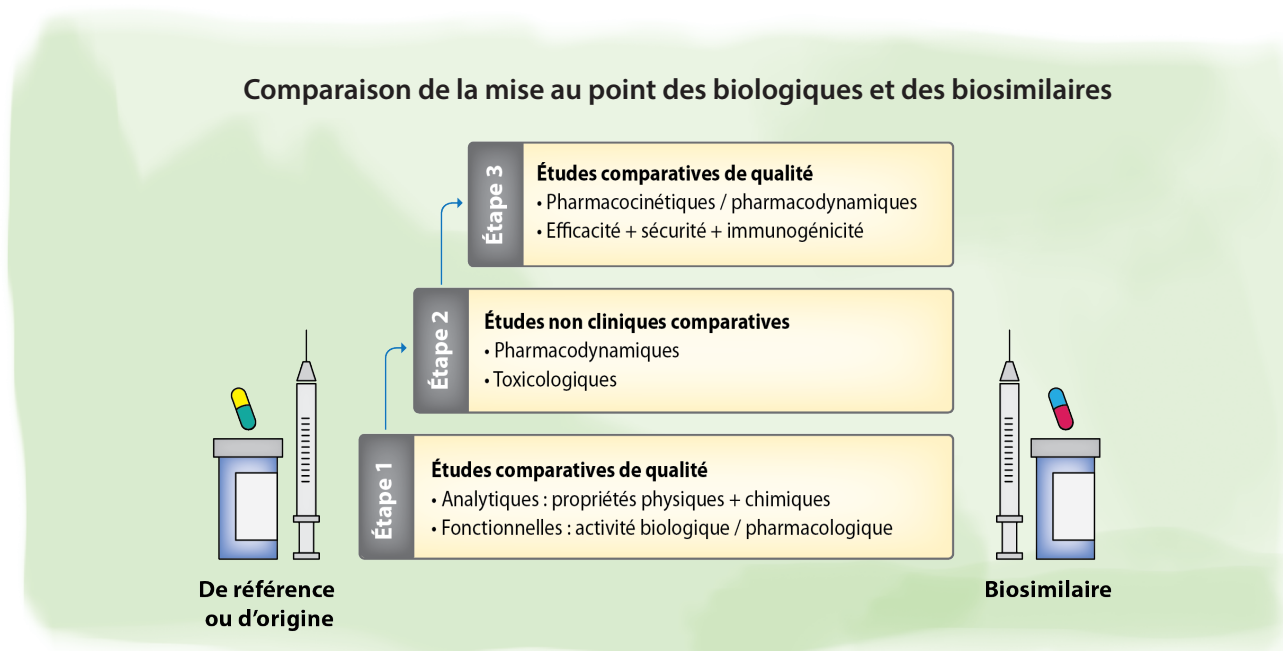 Comparaison de la mise au point des biologiques et des biosimilaires
Étape 3
Études comparatives de qualité
• Pharmacocinétiques / pharmacodynamiques
• Efficacité + sécurité + immunogénicité
Étape 2
Études non cliniques comparatives
• Pharmacodynamiques
• Toxicologiques
Étape 1
Études comparatives de qualité
• Analytiques : propriétés physiques + chimiques
• Fonctionnelles : activité biologique / pharmacologique
De référence
ou d’origine
Biosimilaire